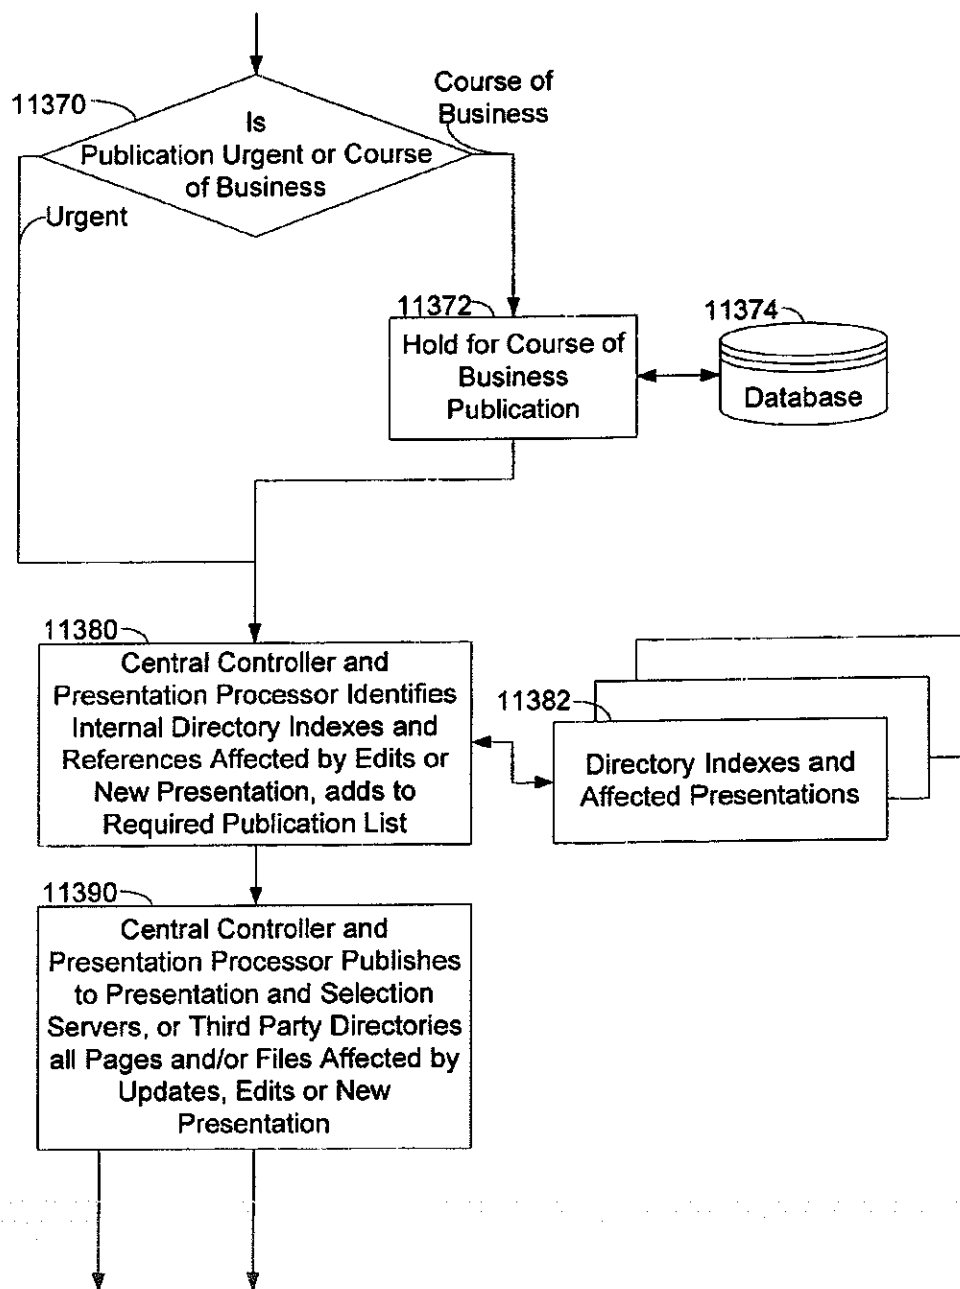 11370
Course of
Business
Is
Publication Urgent or Course
of Business
Urgent
11372
Hold for Course of
Business
Publication
11374
Database
11380
Central Controller and
Presentation Processor Identifies
Internal Directory Indexes and
References Affected by Edits or
New Presentation, adds to
Required Publication List
11382
Directory Indexes and
Affected Presentations
11390
Central Controller and
Presentation Processor Publishes
to Presentation and Selection
Servers, or Third Party Directories
all Pages and/or Files Affected by
Updates, Edits or New
Presentation